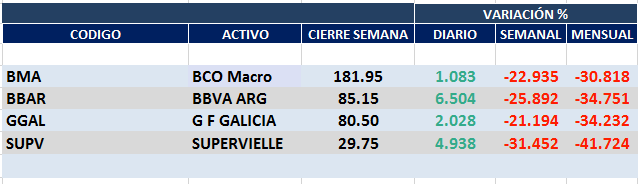 VARIACIÓN %
CODIGO ACTIVO CIERRE SEMANA DIARIO SEMANAL MENSUAL
BMA BCO Macro 181.95 1.083 -22.935 -30.818
BBAR BBVA ARG 85.15 6.504 -25.892 -34.751
GGAL G F GALICIA 80.50 2.028 -21.194 -34.232
SUPV SUPERVIELLE 29.75 4.938 -31.452 -41.724